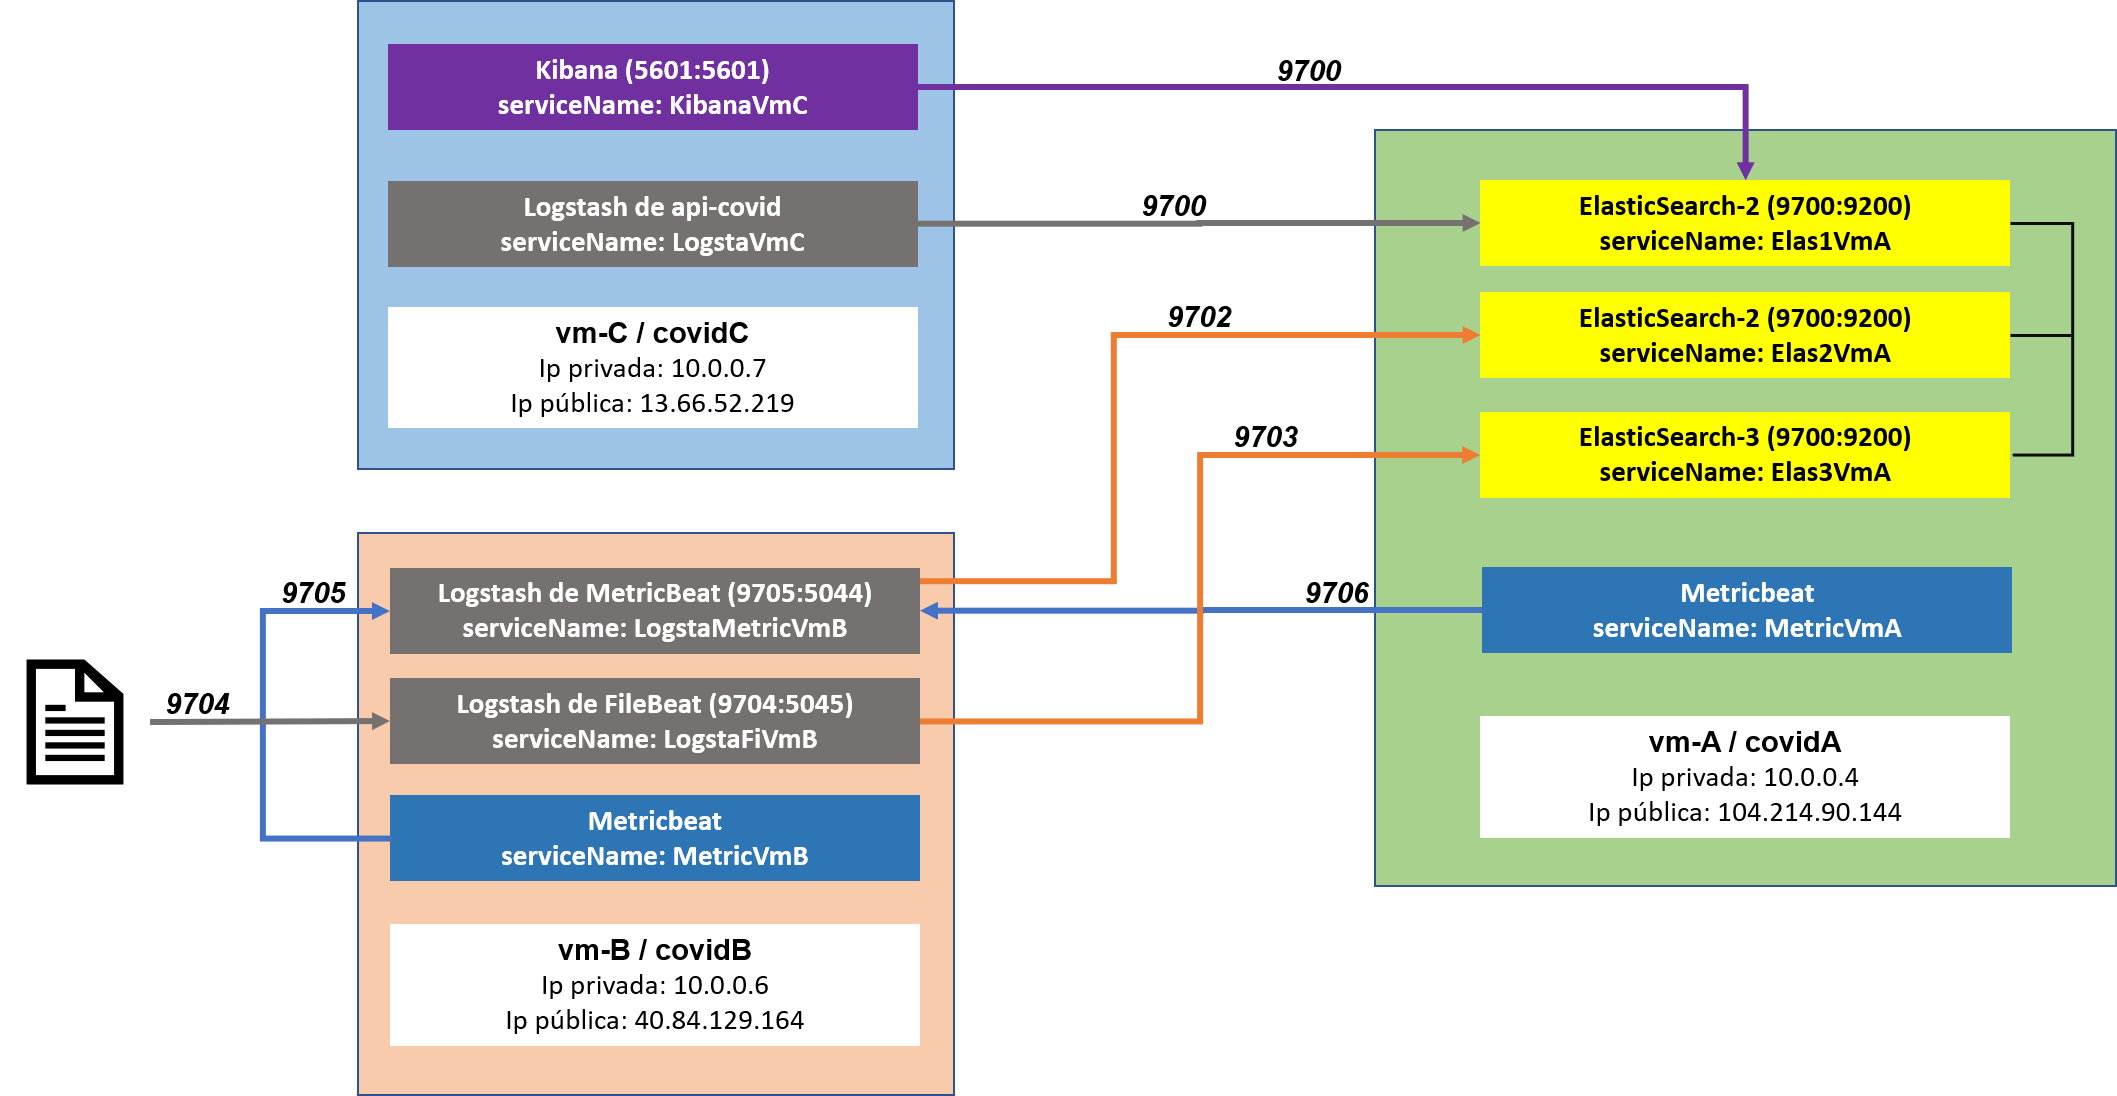 Kibana (5601:5601)
serviceName: KibanaVmC
9700
Logstash de api-covid
serviceName: LogstaVmC
9700
vm-C / covidC
Ip privada: 10.0.0.7
Ip pública: 13.66.52.219
ElasticSearch-2 (9700:9200)
serviceName: Elas1VmA
9702
ElasticSearch-2 (9700:9200)
serviceName: Elas2VmA
9703
ElasticSearch-3 (9700:9200)
serviceName: Elas3VmA
9705
Logstash de MetricBeat (9705:5044)
serviceName: LogstaMetricVmB
9706
Metricbeat
serviceName: MetricVmA
9704
Logstash de FileBeat (9704:5045)
serviceName: LogstaFiVmB
vm-A / covidA
Ip privada: 10.0.0.4
Ip pública: 104.214.90.144
Metricbeat
serviceName: MetricVmB
vm-B / covidB
Ip privada: 10.0.0.6
Ip pública: 40.84.129.164